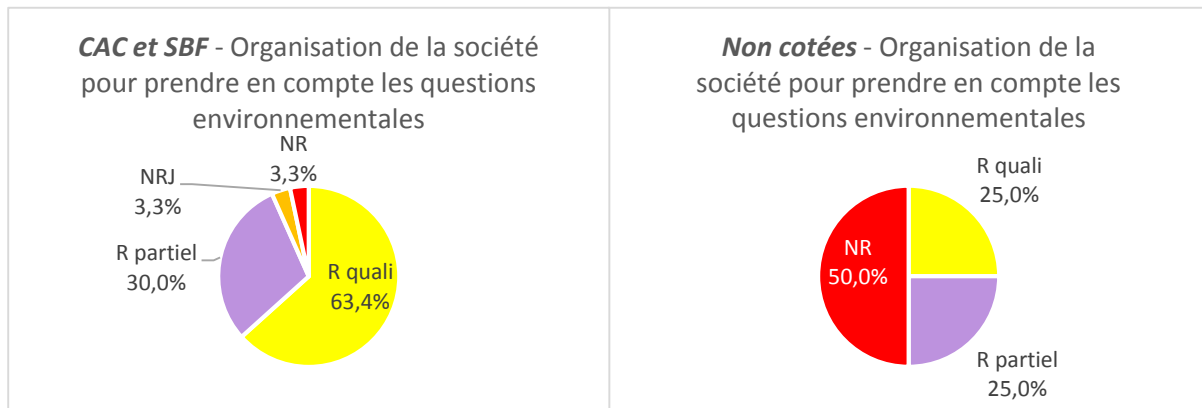 CAC et SBF - Organisation de la société
pour prendre en compte les questions
environnementales
NR
3,3%
NRJ
3,3%
R partiel
30,0%
R quali
63,4%
Non cotées - Organisation de la
société pour prendre en compte les
questions environnementales
R quali
25,0%
NR
50,0%
R partiel
25,0%